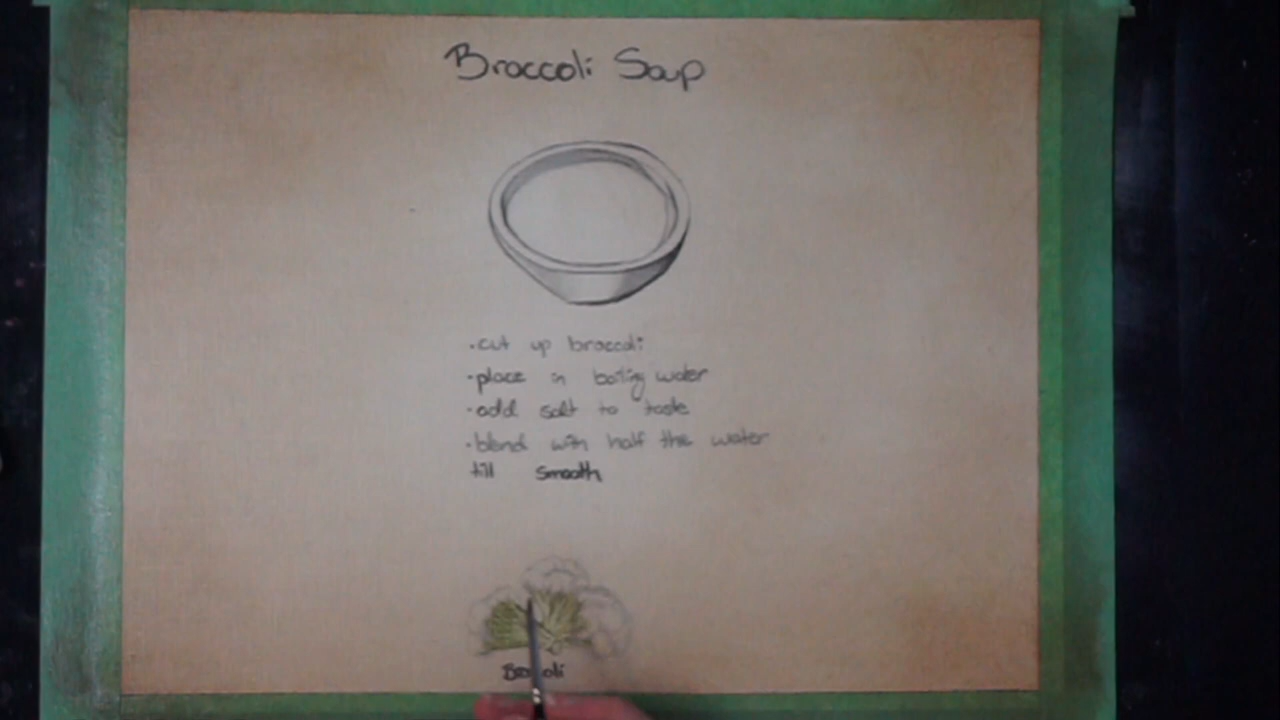 Broccoli Soup
·cut up broccoli
·place in boiling water
·add salt to taste
·blend with half the water
till smooth
Broccoli